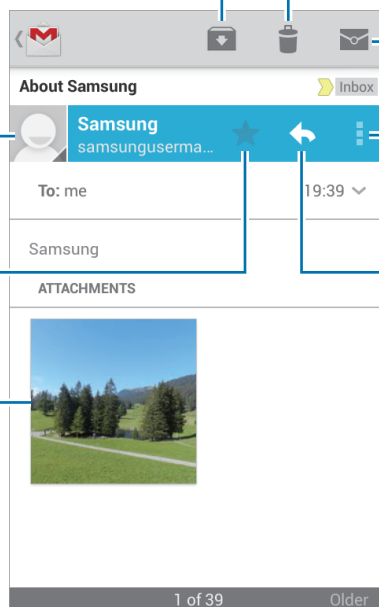 About Samsung
Inbox
Samsung
samsunguserma...
To: me
19:39
Samsung
ATTACHMENTS
1 of 39
Older